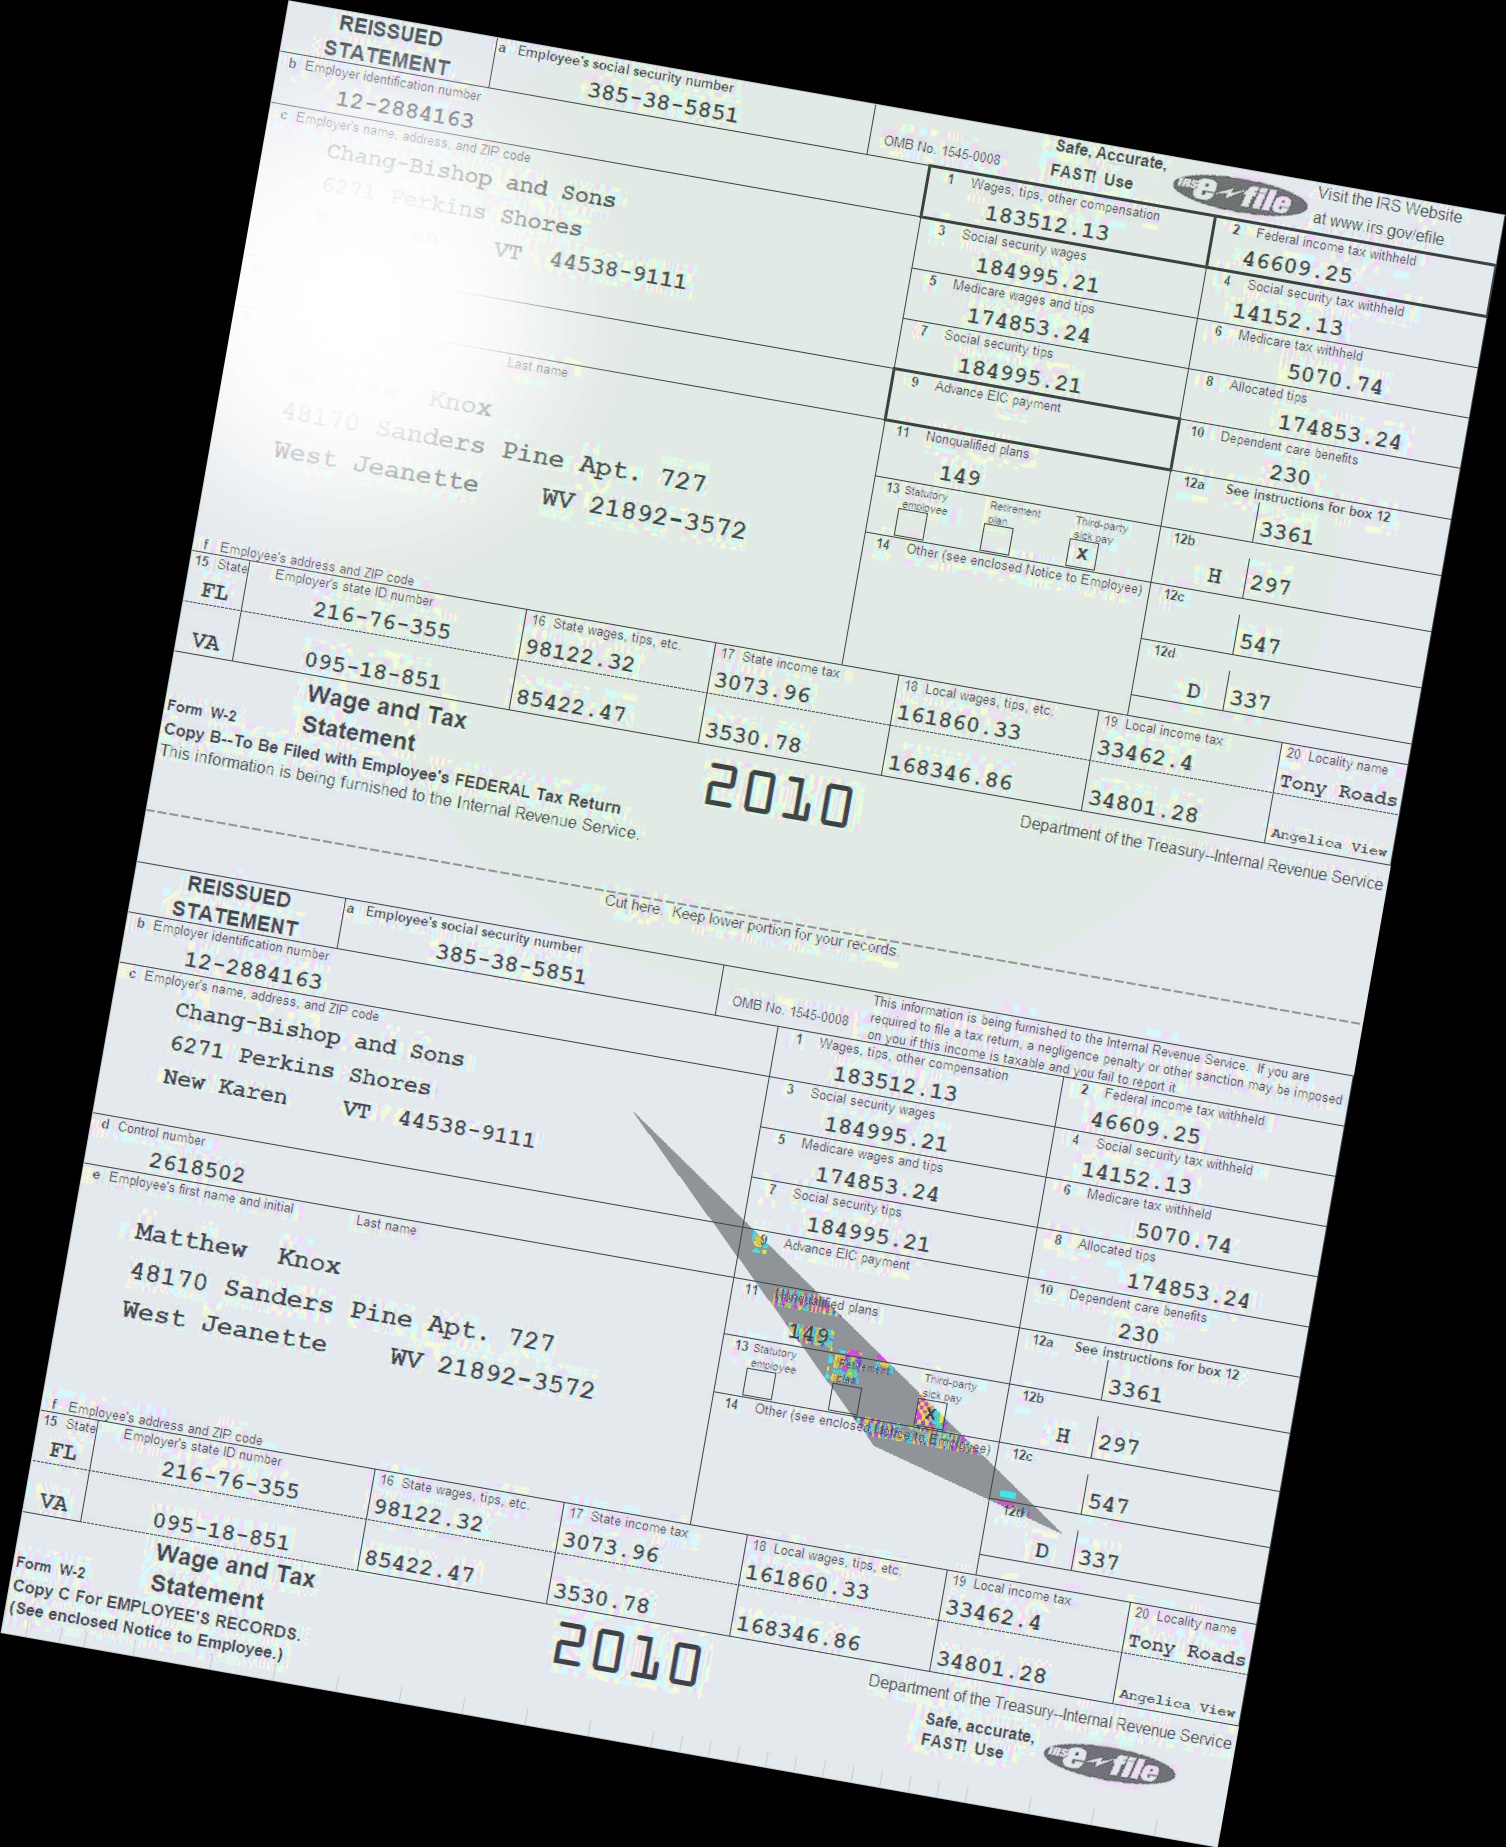 REISSUED
STATEMENT
a Employee's social security number
385-38-5851
OMB No. 1545-0008
Safe, Accurate,
FAST! Use
IRS e-file
Visit the IRS Website
at www irs gov/efile
b Employer identification number
12-2884163
c Employer's name, address, and ZIP code
Chang-Bishop and Sons
6271 Perkins Shores
Karen VT 44538-9111
1 Wages, tips, other compensation
183512.13
2 Federal income tax withheld
46609.25
3 Social security wages
184995.21
4 Social security tax withheld
14152.13
5 Medicare wages and tips
174853.24
6 Medicare tax withheld
5070.74
7 Social security tips
184995.21
8 Allocated tips
174853.24
Last name
Matthew Knox
48170 Sanders Pine Apt. 727
West Jeanette WV 21892-3572
9 Advance EIC payment
10 Dependent care benefits
230
11 Nonqualified plans
149
12a See instructions for box 12
3361
13 Statutory employee
Retirement plan
Third-party sick pay
X
12b
H 297
14 Other (see enclosed Notice to Employee)
12c
547
12d
D 337
f Employee's address and ZIP code
15 State
Employer's state ID number
16 State wages, tips, etc.
17 State income tax
18 Local wages, tips, etc.
19 Local income tax
20 Locality name
FL 216-76-355 98122.32 3073.96 161860.33 33462.4 Tony Roads
VA 095-18-851 85422.47 3530.78 168346.86 34801.28 Angelica View
Form W-2
Wage and Tax
Statement
2010
Department of the Treasury--Internal Revenue Service
Copy B--To Be Filed with Employee's FEDERAL Tax Return
This information is being furnished to the Internal Revenue Service.
Cut here. Keep lower portion for your records.
REISSUED
STATEMENT
a Employee's social security number
385-38-5851
OMB No. 1545-0008
This information is being furnished to the Internal Revenue Service. If you are
required to file a tax return, a negligence penalty or other sanction may be imposed
on you if this income is taxable and you fail to report it
b Employer identification number
12-2884163
c Employer's name, address, and ZIP code
Chang-Bishop and Sons
6271 Perkins Shores
New Karen VT 44538-9111
1 Wages, tips, other compensation
183512.13
2 Federal income tax withheld
46609.25
3 Social security wages
184995.21
4 Social security tax withheld
14152.13
5 Medicare wages and tips
174853.24
6 Medicare tax withheld
5070.74
d Control number
2618502
7 Social security tips
184995.21
8 Allocated tips
174853.24
e Employee's first name and initial
Last name
Matthew Knox
48170 Sanders Pine Apt. 727
West Jeanette WV 21892-3572
9 Advance EIC payment
10 Dependent care benefits
230
11 Nonqualified plans
149
12a See instructions for box 12
3361
13 Statutory employee
Retirement plan
Third-party sick pay
X
12b
H 297
14 Other (see enclosed Notice to Employee)
12c
547
12d
D 337
f Employee's address and ZIP code
15 State
Employer's state ID number
16 State wages, tips, etc.
17 State income tax
18 Local wages, tips, etc.
19 Local income tax
20 Locality name
FL 216-76-355 98122.32 3073.96 161860.33 33462.4 Tony Roads
VA 095-18-851 85422.47 3530.78 168346.86 34801.28 Angelica View
Form W-2
Wage and Tax
Statement
2010
Department of the Treasury--Internal Revenue Service
Copy C For EMPLOYEE'S RECORDS.
(See enclosed Notice to Employee.)
Safe, accurate,
FAST! Use
IRS e-file